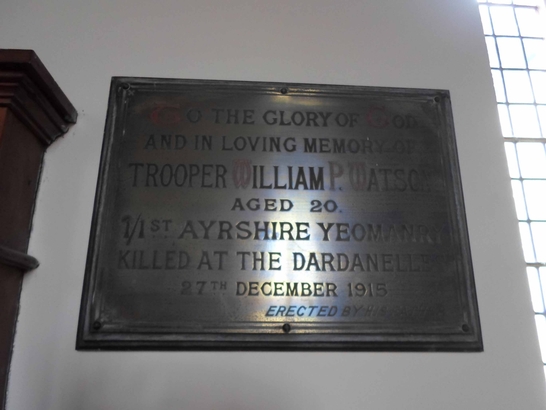 TO THE GLORY OF GOD
AND IN LOVING MEMORY OF
TROOPER WILLIAM P. WATSON
AGED 20.
1/1ST AYRSHIRE YEOMANRY
KILLED AT THE DARDANELLES
27TH DECEMBER 1915
ERECTED BY